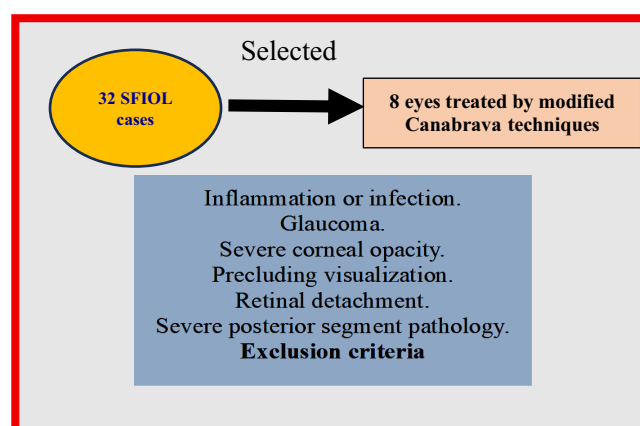 Selected
32 SFIOL
cases
8 eyes treated by modified
Canabrava techniques
Inflammation or infection.
Glaucoma.
Severe corneal opacity.
Precluding visualization.
Retinal detachment.
Severe posterior segment pathology.
Exclusion criteria